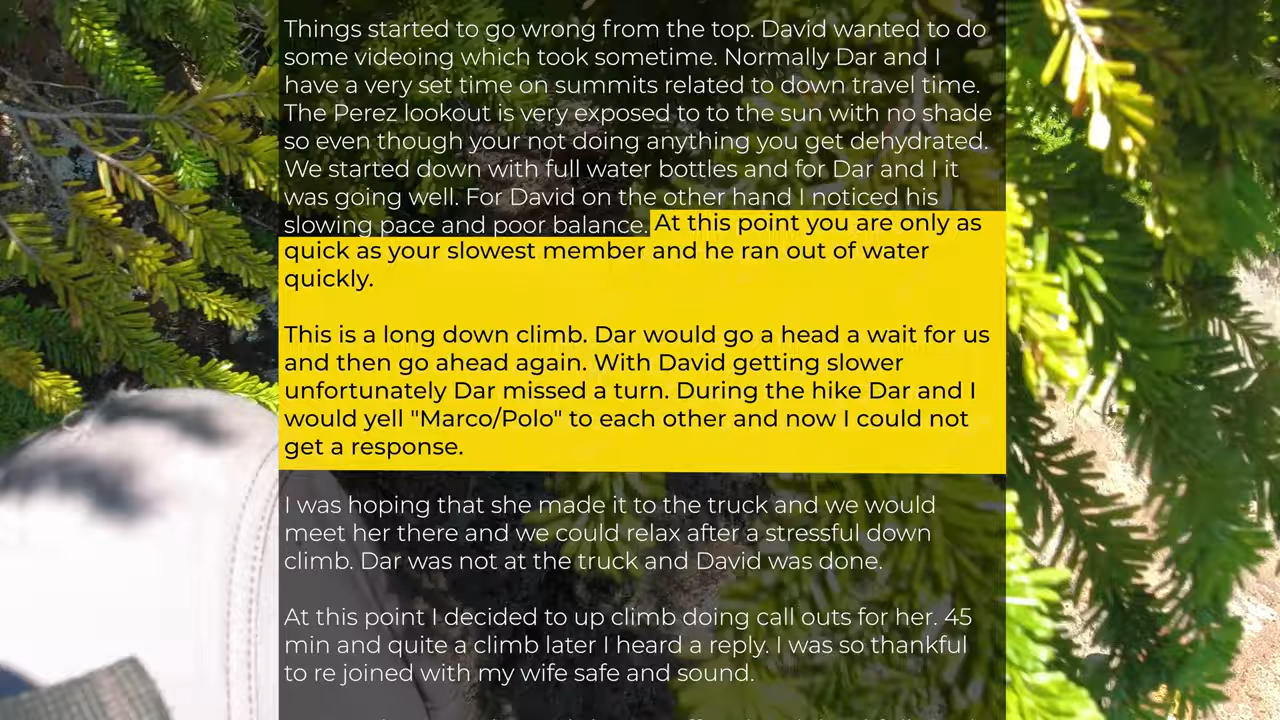 Things started to go wrong from the top. David wanted to do
some videoing which took sometime. Normally Dar and I
have a very set time on summits related to down travel time.
The Perez lookout is very exposed to to the sun with no shade
so even though your not doing anything you get dehydrated.
We started down with full water bottles and for Dar and I it
was going well. For David on the other hand I noticed his
slowing pace and poor balance. At this point you are only as
quick as your slowest member and he ran out of water
quickly.
This is a long down climb. Dar would go a head a wait for us
and then go ahead again. With David getting slower
unfortunately Dar missed a turn. During the hike Dar and I
would yell "Marco/Polo" to each other and now I could not
get a response.
I was hoping that she made it to the truck and we would
meet her there and we could relax after a stressful down
climb. Dar was not at the truck and David was done.
At this point I decided to up climb doing call outs for her. 45
min and quite a climb later I heard a reply. I was so thankful
to re joined with my wife safe and sound.